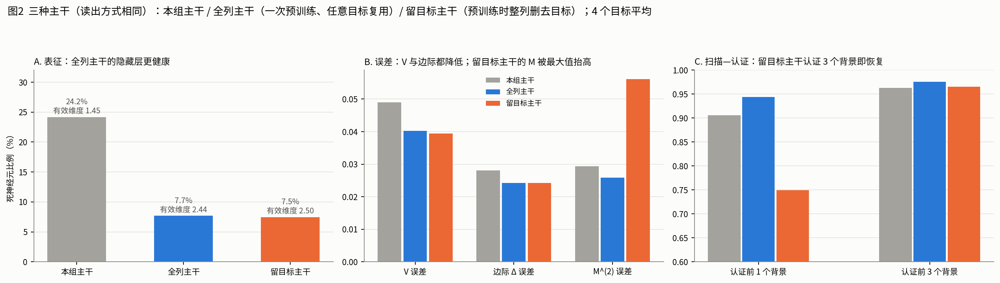 图2 三种主干（读出方式相同）：本组主干 / 全列主干（一次预训练、任意目标复用）/ 留目标主干（预训练时整列删去目标）；4 个目标平均
A. 表征：全列主干的隐藏层更健康
死神经元比例（%）
30
25
20
15
10
5
0
24.2%
有效维度 1.45
7.7%
有效维度 2.44
7.5%
有效维度 2.50
本组主干
全列主干
留目标主干
B. 误差：V 与边际都降低；留目标主干的 M 被最大值抬高
0.05
0.04
0.03
0.02
0.01
0.00
本组主干
全列主干
留目标主干
V 误差
边际 Δ 误差
M^(2) 误差
C. 扫描—认证：留目标主干认证 3 个背景即恢复
1.00
0.95
0.90
0.85
0.80
0.75
0.70
0.65
0.60
认证前 1 个背景
认证前 3 个背景